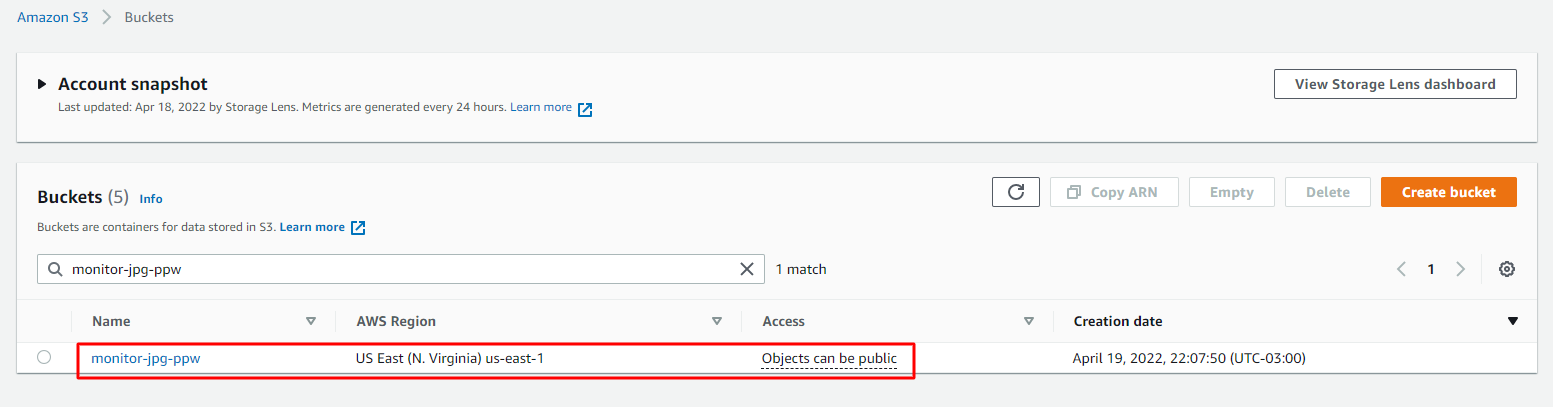 Amazon S3 > Buckets
Account snapshot
View Storage Lens dashboard
Last updated: Apr 18, 2022 by Storage Lens. Metrics are generated every 24 hours. Learn more
Buckets (5) Info
Copy ARN Empty Delete Create bucket
Buckets are containers for data stored in S3. Learn more
monitor-jpg-ppw 1 match 1
Name AWS Region Access Creation date
monitor-jpg-ppw US East (N. Virginia) us-east-1 Objects can be public April 19, 2022, 22:07:50 (UTC-03:00)